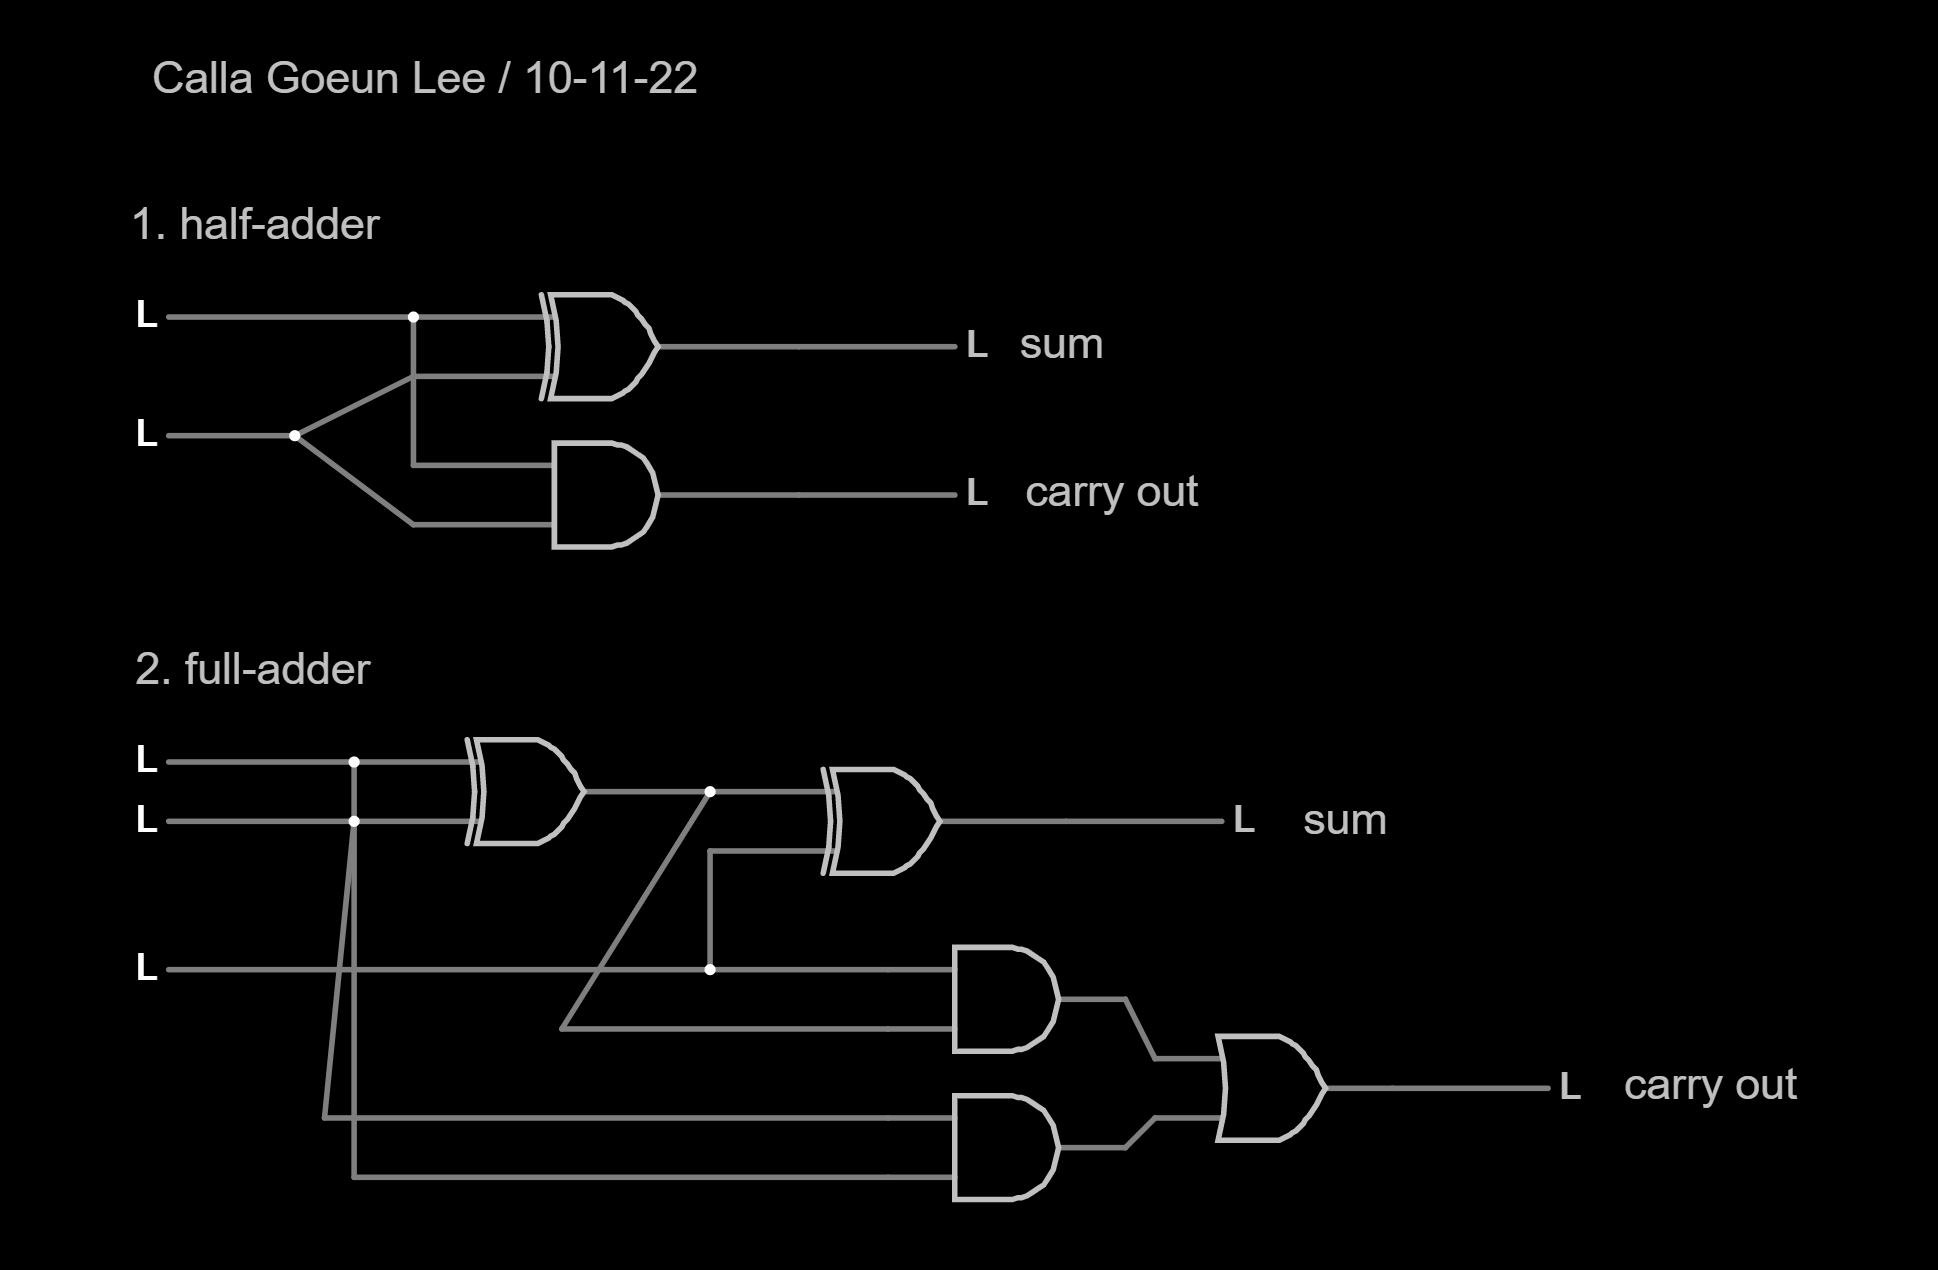 Calla Goeun Lee / 10-11-22
1. half-adder
L
L sum
L
L carry out
2. full-adder
L
L
L sum
L
L carry out